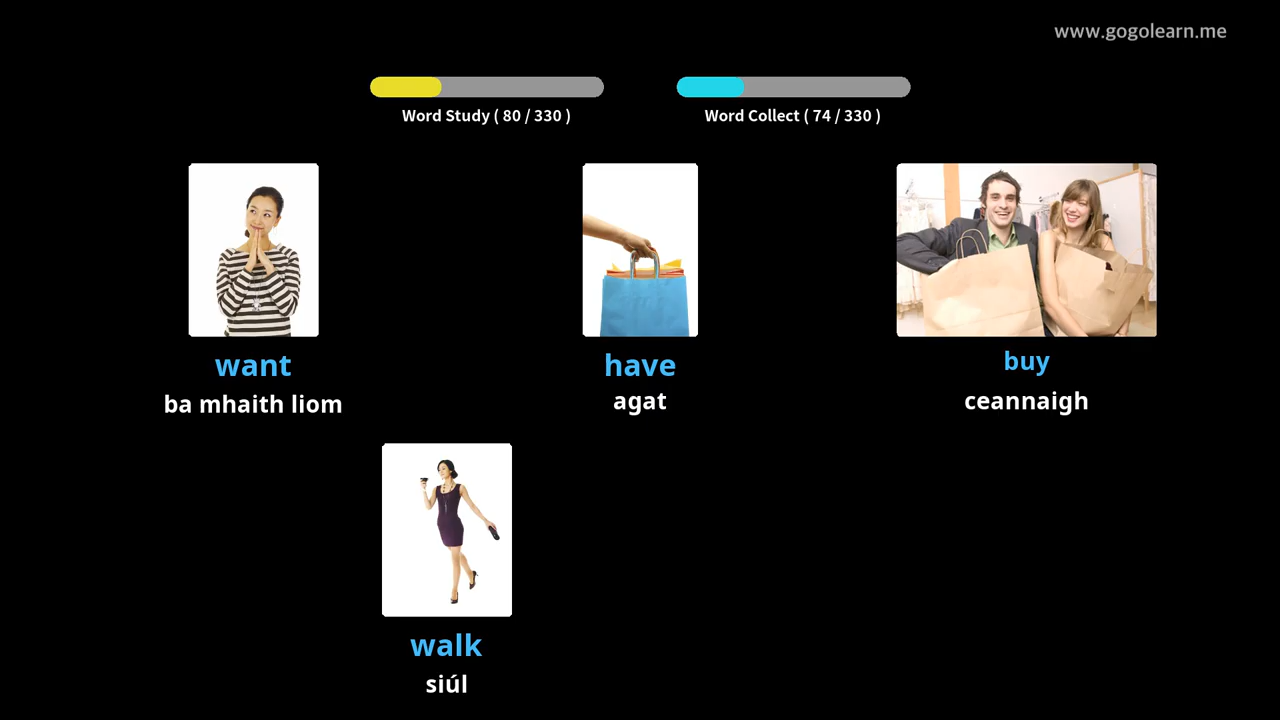 www.gogolearn.me
Word Study ( 80 / 330 )
Word Collect ( 74 / 330 )
want
ba mhaith liom
have
agat
buy
ceannaigh
walk
siúl